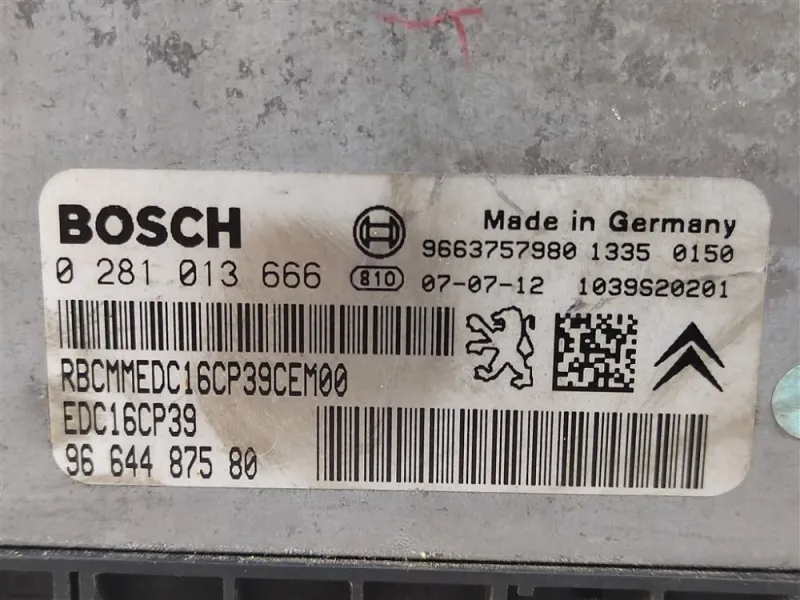 BOSCH
Made in Germany
9663757980 1335 0150
0 281 013 666 810 07-07-12 1039S20201
RBCMMEDC16CP39CEM00
EDC16CP39
96 644 875 80